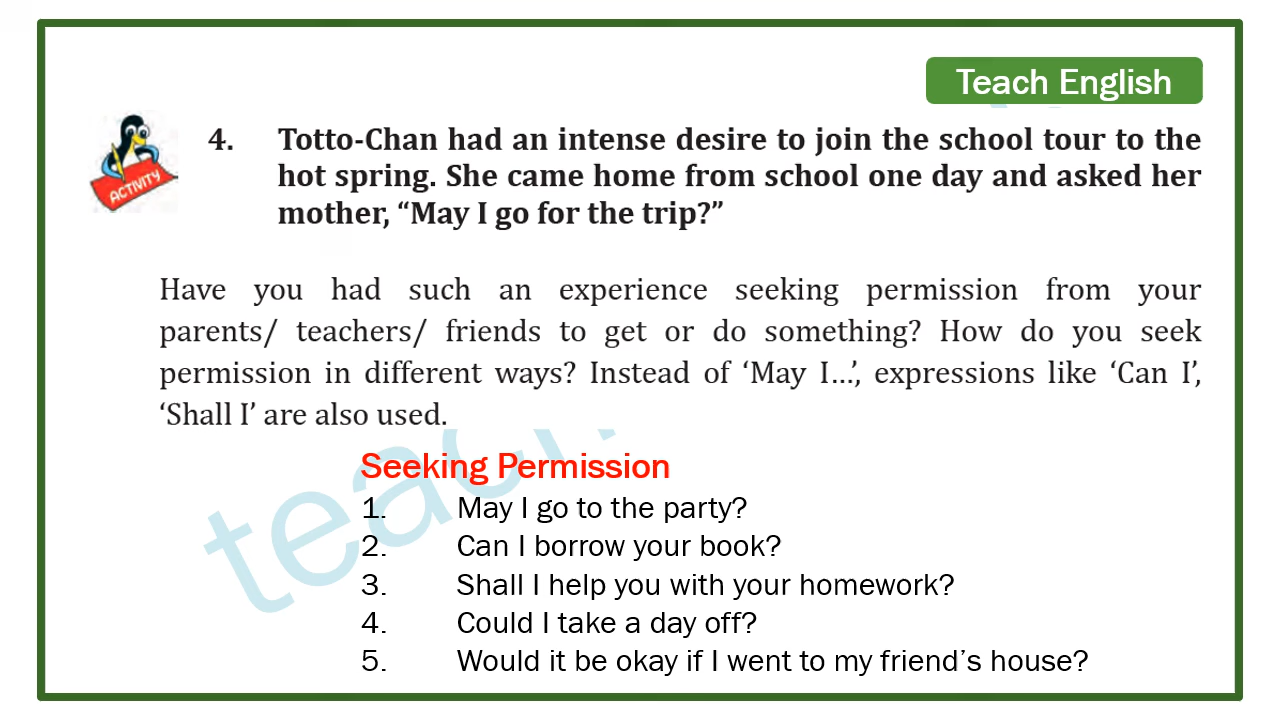 Teach English
ACTIVITY
4. Totto-Chan had an intense desire to join the school tour to the
hot spring. She came home from school one day and asked her
mother, “May I go for the trip?”
Have you had such an experience seeking permission from your
parents/ teachers/ friends to get or do something? How do you seek
permission in different ways? Instead of ‘May I...’, expressions like ‘Can I’,
‘Shall I’ are also used.
Seeking Permission
1. May I go to the party?
2. Can I borrow your book?
3. Shall I help you with your homework?
4. Could I take a day off?
5. Would it be okay if I went to my friend’s house?